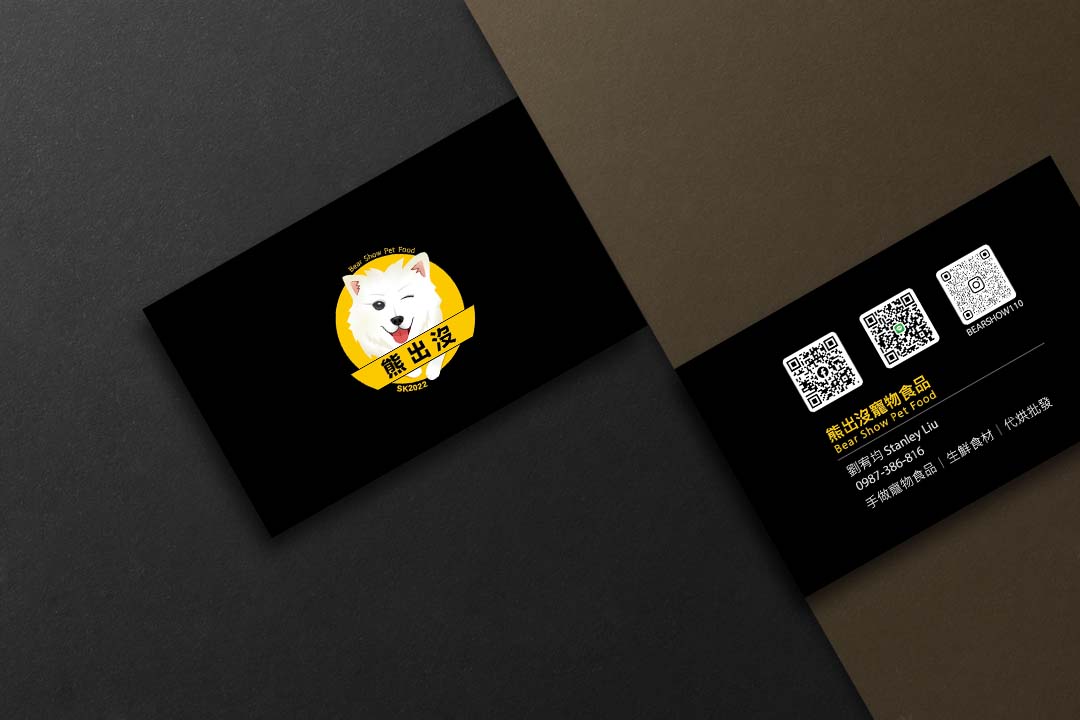 Bear Show Pet Food
熊出沒
SK2022
BEARSHOW110
熊出沒寵物食品
Bear Show Pet Food
劉宥均 Stanley Liu
0987-386-816
手做寵物食品｜生鮮食材｜代烘批發